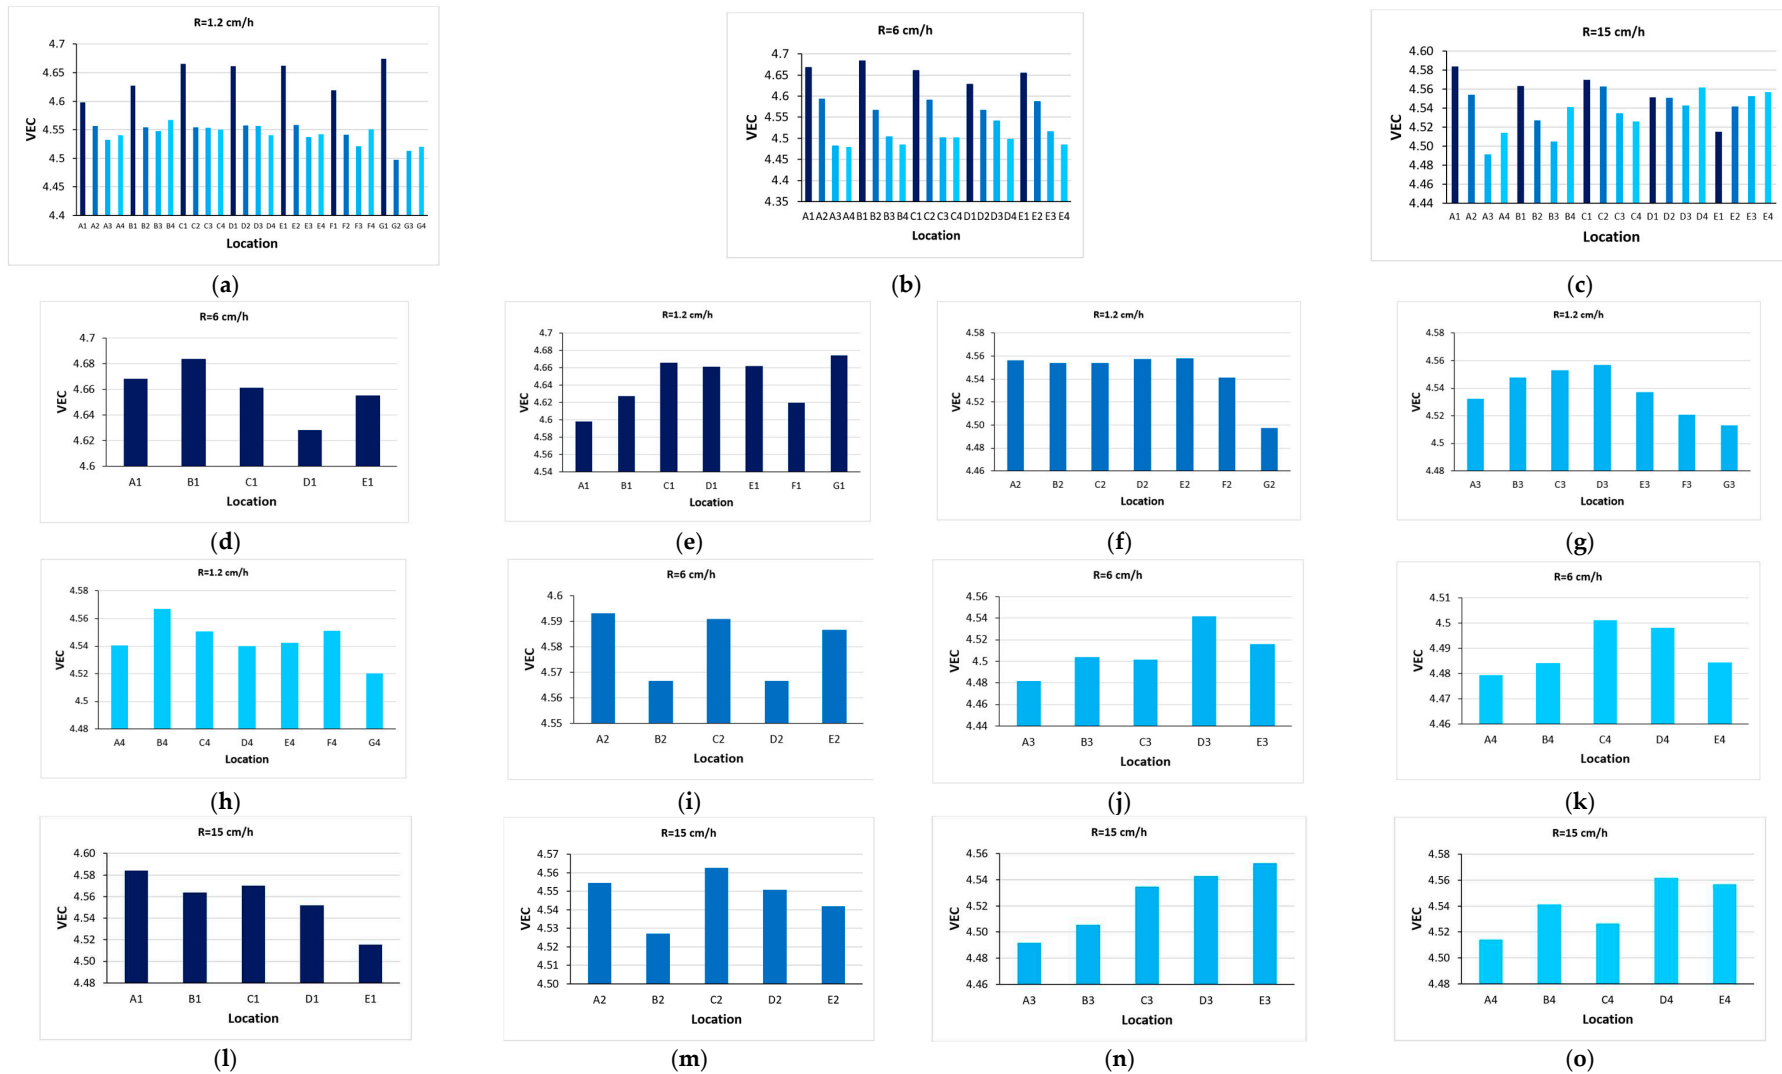 R=1.2 cm/h
4.7
4.65
4.6
4.55
4.5
4.45
4.4
VEC
A1 A2 A3 A4 B1 B2 B3 B4 C1 C2 C3 C4 D1 D2 D3 D4 E1 E2 E3 E4 F1 F2 F3 F4 G1 G2 G3 G4
Location
(a)
R=6 cm/h
4.7
4.65
4.6
4.55
4.5
4.45
4.4
4.35
VEC
A1 A2 A3 A4 B1 B2 B3 B4 C1 C2 C3 C4 D1 D2 D3 D4 E1 E2 E3 E4
Location
(b)
R=15 cm/h
4.60
4.58
4.56
4.54
4.52
4.50
4.48
4.46
4.44
VEC
A1 A2 A3 A4 B1 B2 B3 B4 C1 C2 C3 C4 D1 D2 D3 D4 E1 E2 E3 E4
Location
(c)
R=6 cm/h
4.7
4.68
4.66
4.64
4.62
4.6
VEC
A1 B1 C1 D1 E1
Location
(d)
R=1.2 cm/h
4.7
4.68
4.66
4.64
4.62
4.6
4.58
4.56
4.54
VEC
A1 B1 C1 D1 E1 F1 G1
Location
(e)
R=1.2 cm/h
4.58
4.56
4.54
4.52
4.50
4.48
4.46
VEC
A2 B2 C2 D2 E2 F2 G2
Location
(f)
R=1.2 cm/h
4.58
4.56
4.54
4.52
4.5
4.48
VEC
A3 B3 C3 D3 E3 F3 G3
Location
(g)
R=1.2 cm/h
4.58
4.56
4.54
4.52
4.5
4.48
VEC
A4 B4 C4 D4 E4 F4 G4
Location
(h)
R=6 cm/h
4.6
4.59
4.58
4.57
4.56
4.55
VEC
A2 B2 C2 D2 E2
Location
(i)
R=6 cm/h
4.56
4.54
4.52
4.5
4.48
4.46
4.44
VEC
A3 B3 C3 D3 E3
Location
(j)
R=6 cm/h
4.51
4.5
4.49
4.48
4.47
4.46
VEC
A4 B4 C4 D4 E4
Location
(k)
R=15 cm/h
4.60
4.58
4.56
4.54
4.52
4.50
4.48
VEC
A1 B1 C1 D1 E1
Location
(l)
R=15 cm/h
4.57
4.56
4.55
4.54
4.53
4.52
4.51
4.50
VEC
A2 B2 C2 D2 E2
Location
(m)
R=15 cm/h
4.56
4.54
4.52
4.50
4.48
4.46
VEC
A3 B3 C3 D3 E3
Location
(n)
R=15 cm/h
4.58
4.56
4.54
4.52
4.50
4.48
VEC
A4 B4 C4 D4 E4
Location
(o)